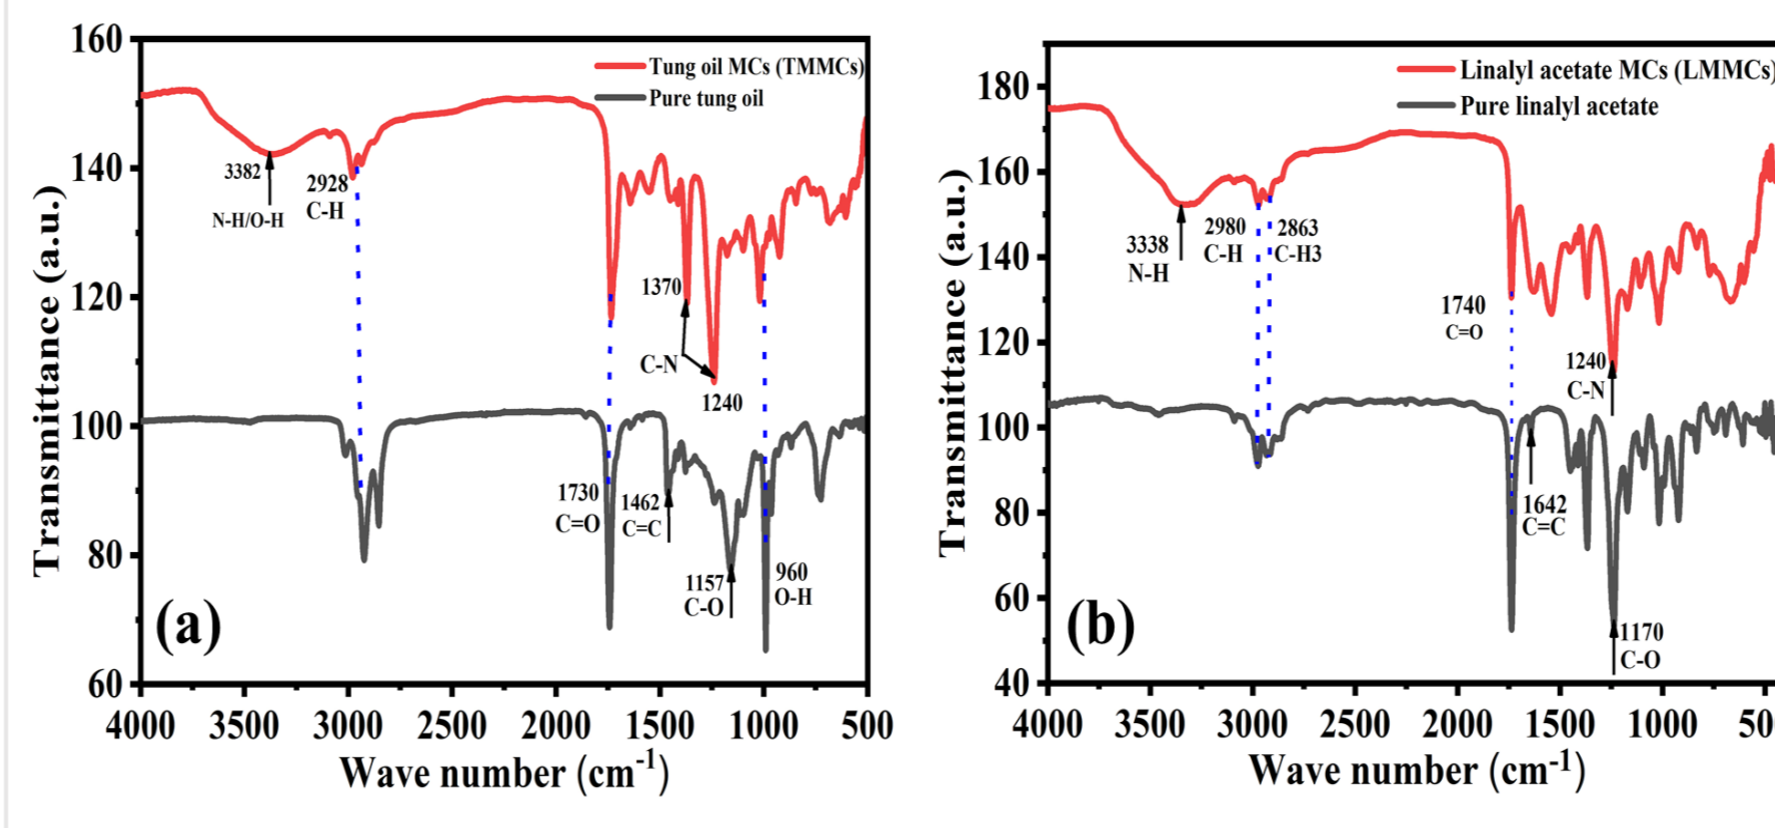 160
140
120
100
80
60
Transmittance (a.u.)
Tung oil MCs (TMMCs)
Pure tung oil
3382
N-H/O-H
2928
C-H
1370
C-N
1240
1730
C=O
1462
C=C
1157
C-O
960
O-H
(a)
4000 3500 3000 2500 2000 1500 1000 500
Wave number (cm-1)
180
160
140
120
100
80
60
40
Transmittance (a.u.)
Linalyl acetate MCs (LMMCs)
Pure linalyl acetate
3338
N-H
2980
C-H
2863
C-H3
1740
C=O
1240
C-N
1642
C=C
1170
C-O
(b)
4000 3500 3000 2500 2000 1500 1000 50
Wave number (cm-1)